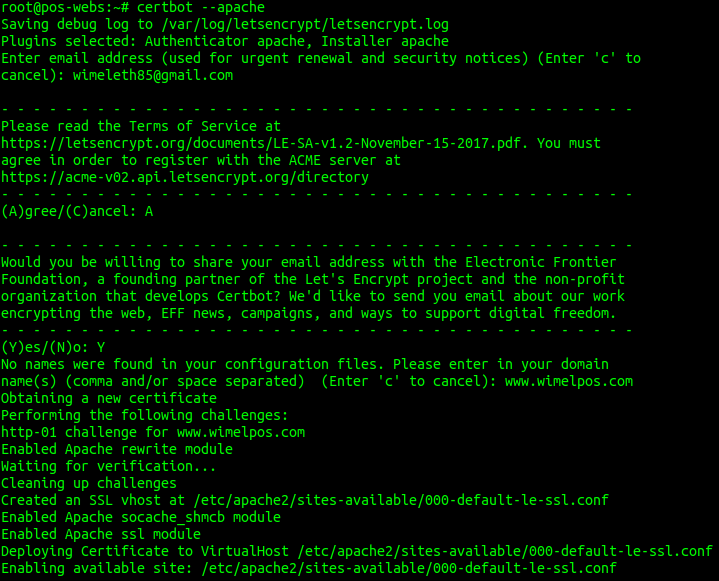 root@pos-webs:~# certbot --apache
Saving debug log to /var/log/letsencrypt/letsencrypt.log
Plugins selected: Authenticator apache, Installer apache
Enter email address (used for urgent renewal and security notices) (Enter 'c' to
cancel): wimeleth85@gmail.com
- - - - - - - - - - - - - - - - - - - - - - - - - - - - - - - - - - - - - - - -
Please read the Terms of Service at
https://letsencrypt.org/documents/LE-SA-v1.2-November-15-2017.pdf. You must
agree in order to register with the ACME server at
https://acme-v02.api.letsencrypt.org/directory
- - - - - - - - - - - - - - - - - - - - - - - - - - - - - - - - - - - - - - - -
(A)gree/(C)ancel: A
- - - - - - - - - - - - - - - - - - - - - - - - - - - - - - - - - - - - - - - -
Would you be willing to share your email address with the Electronic Frontier
Foundation, a founding partner of the Let's Encrypt project and the non-profit
organization that develops Certbot? We'd like to send you email about our work
encrypting the web, EFF news, campaigns, and ways to support digital freedom.
- - - - - - - - - - - - - - - - - - - - - - - - - - - - - - - - - - - - - - - -
(Y)es/(N)o: Y
No names were found in your configuration files. Please enter in your domain
name(s) (comma and/or space separated)  (Enter 'c' to cancel): www.wimelpos.com
Obtaining a new certificate
Performing the following challenges:
http-01 challenge for www.wimelpos.com
Enabled Apache rewrite module
Waiting for verification...
Cleaning up challenges
Created an SSL vhost at /etc/apache2/sites-available/000-default-le-ssl.conf
Enabled Apache socache_shmcb module
Enabled Apache ssl module
Deploying Certificate to VirtualHost /etc/apache2/sites-available/000-default-le-ssl.conf
Enabling available site: /etc/apache2/sites-available/000-default-le-ssl.conf